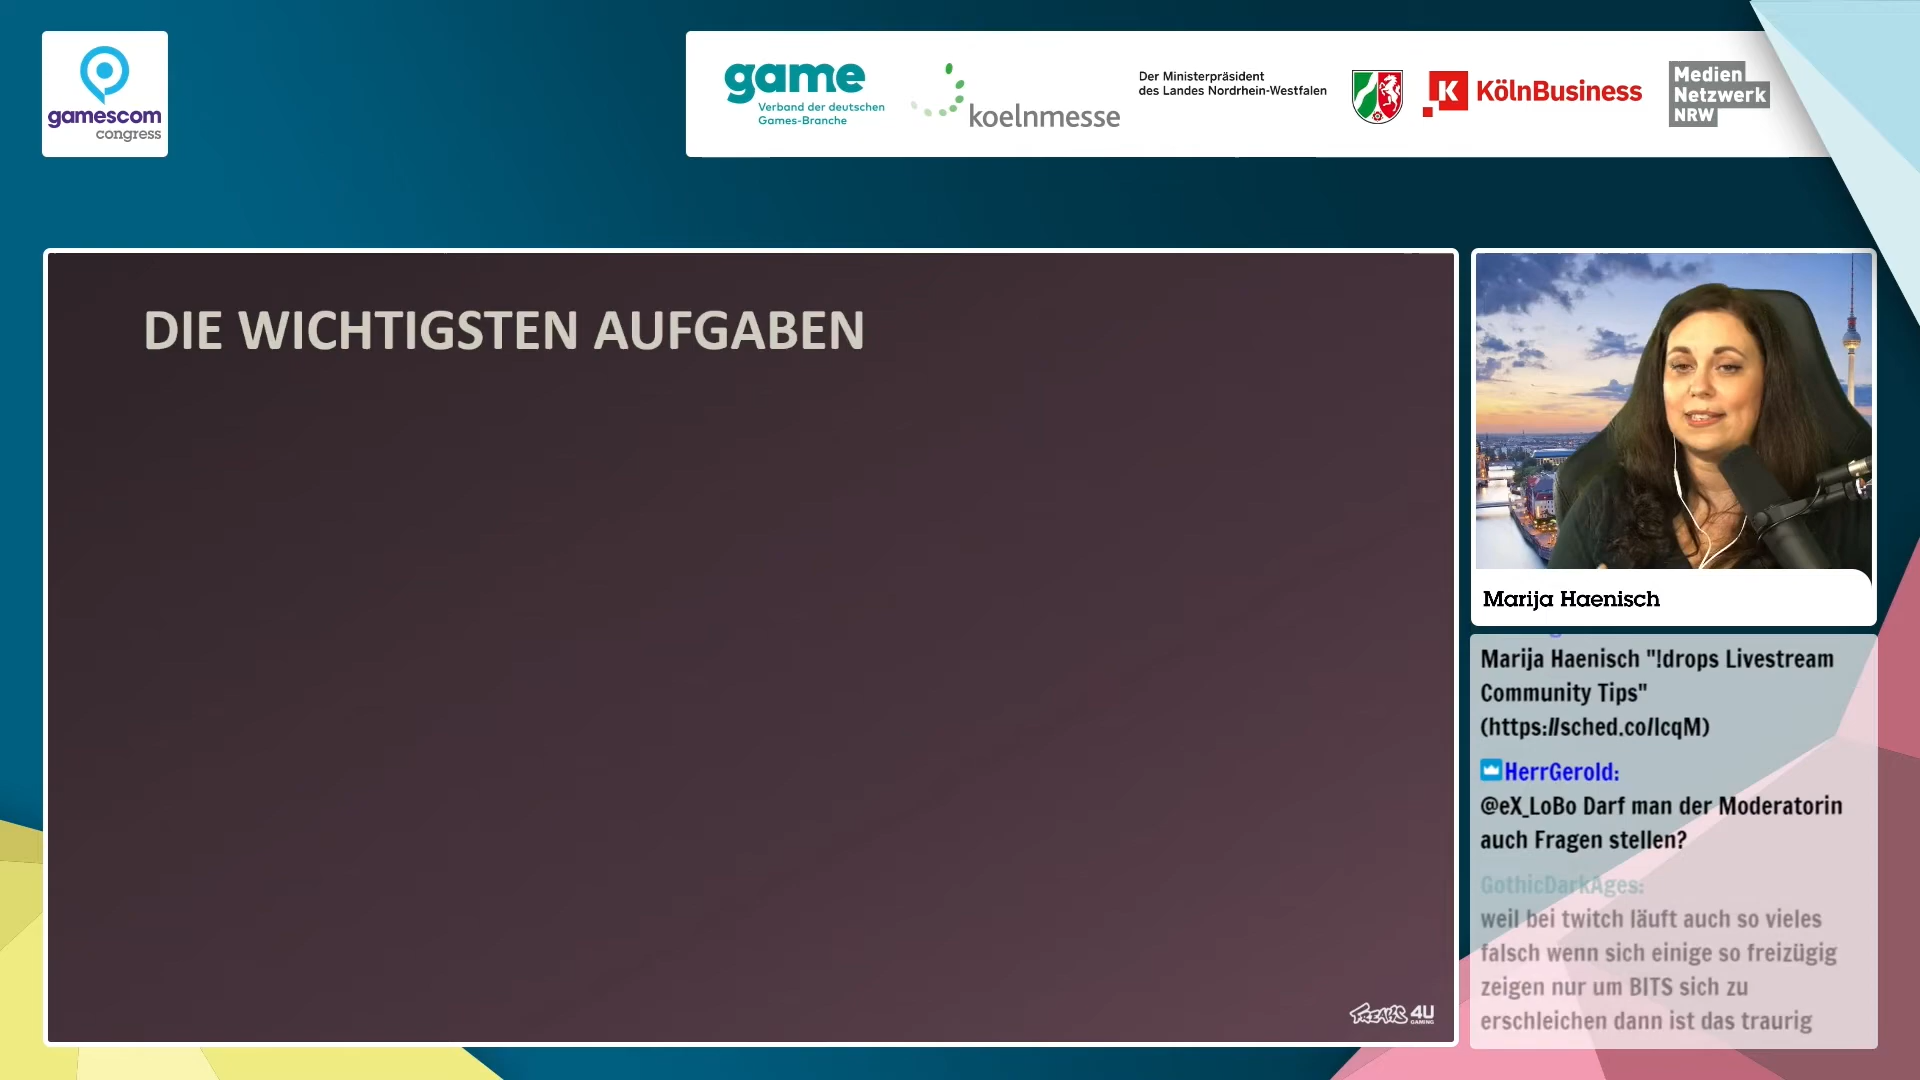 gamescom
congress
game
Verband der deutschen
Games-Branche
koelnmesse
Der Ministerpräsident
des Landes Nordrhein-Westfalen
K KölnBusiness
Medien
Netzwerk
NRW
DIE WICHTIGSTEN AUFGABEN
FREAKS 4U
GAMING
Marija Haenisch
Marija Haenisch "!drops Livestream
Community Tips"
(https://sched.co/lcqM)
HerrGerold:
@eX_LoBo Darf man der Moderatorin
auch Fragen stellen?
GothicDarkAges:
weil bei twitch läuft auch so vieles
falsch wenn sich einige so freizügig
zeigen nur um BITS sich zu
erschleichen dann ist das traurig